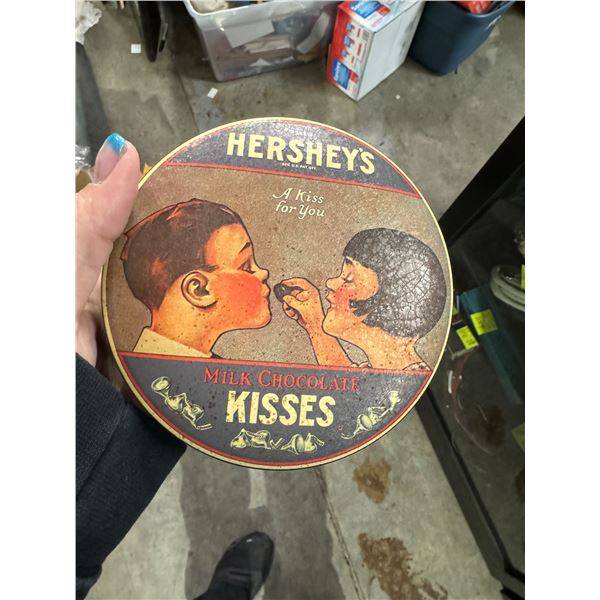 HERSHEY'S
REG. U.S. PAT. OFF.
A Kiss
for You
MILK CHOCOLATE
KISSES